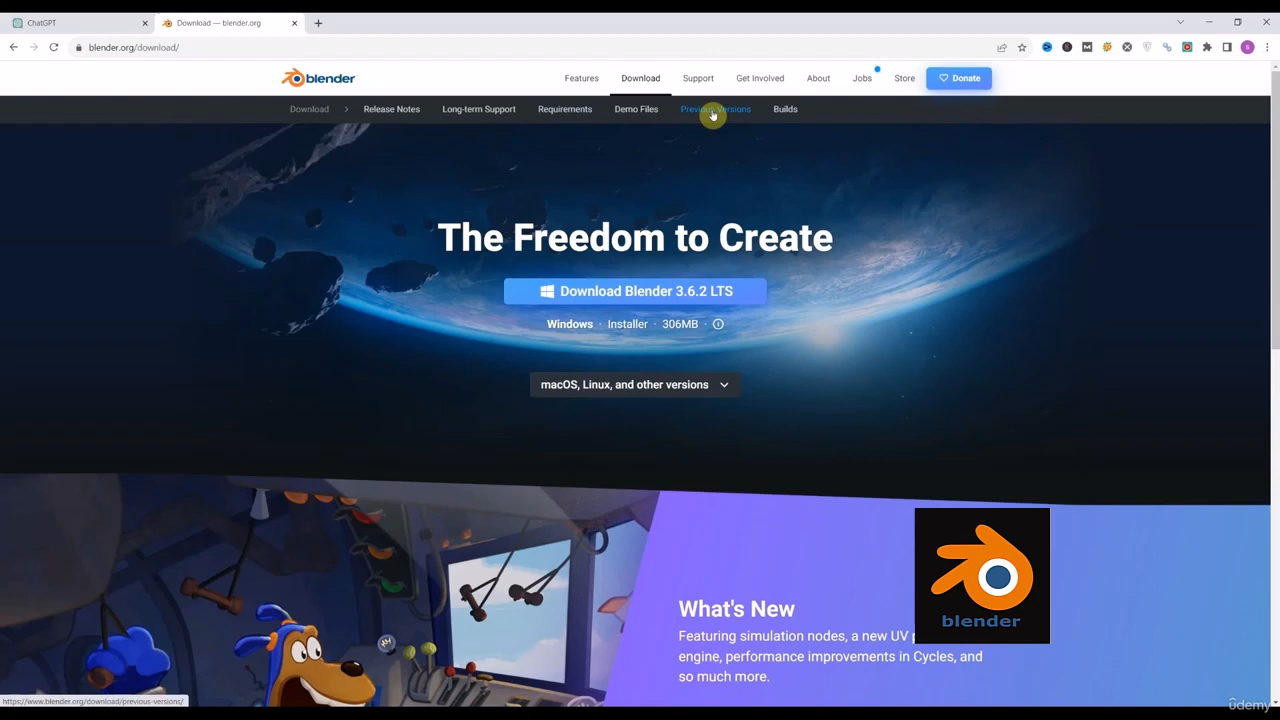 ChatGPT
Download — blender.org
blender.org/download/
blender
Features
Download
Support
Get Involved
About
Jobs
Store
Donate
Download
Release Notes
Long-term Support
Requirements
Demo Files
Previous Versions
Builds
The Freedom to Create
Download Blender 3.6.2 LTS
Windows · Installer · 306MB
macOS, Linux, and other versions
What's New
Featuring simulation nodes, a new UV
engine, performance improvements in Cycles, and
so much more.
blender
https://www.blender.org/download/previous-versions/
ûdemy